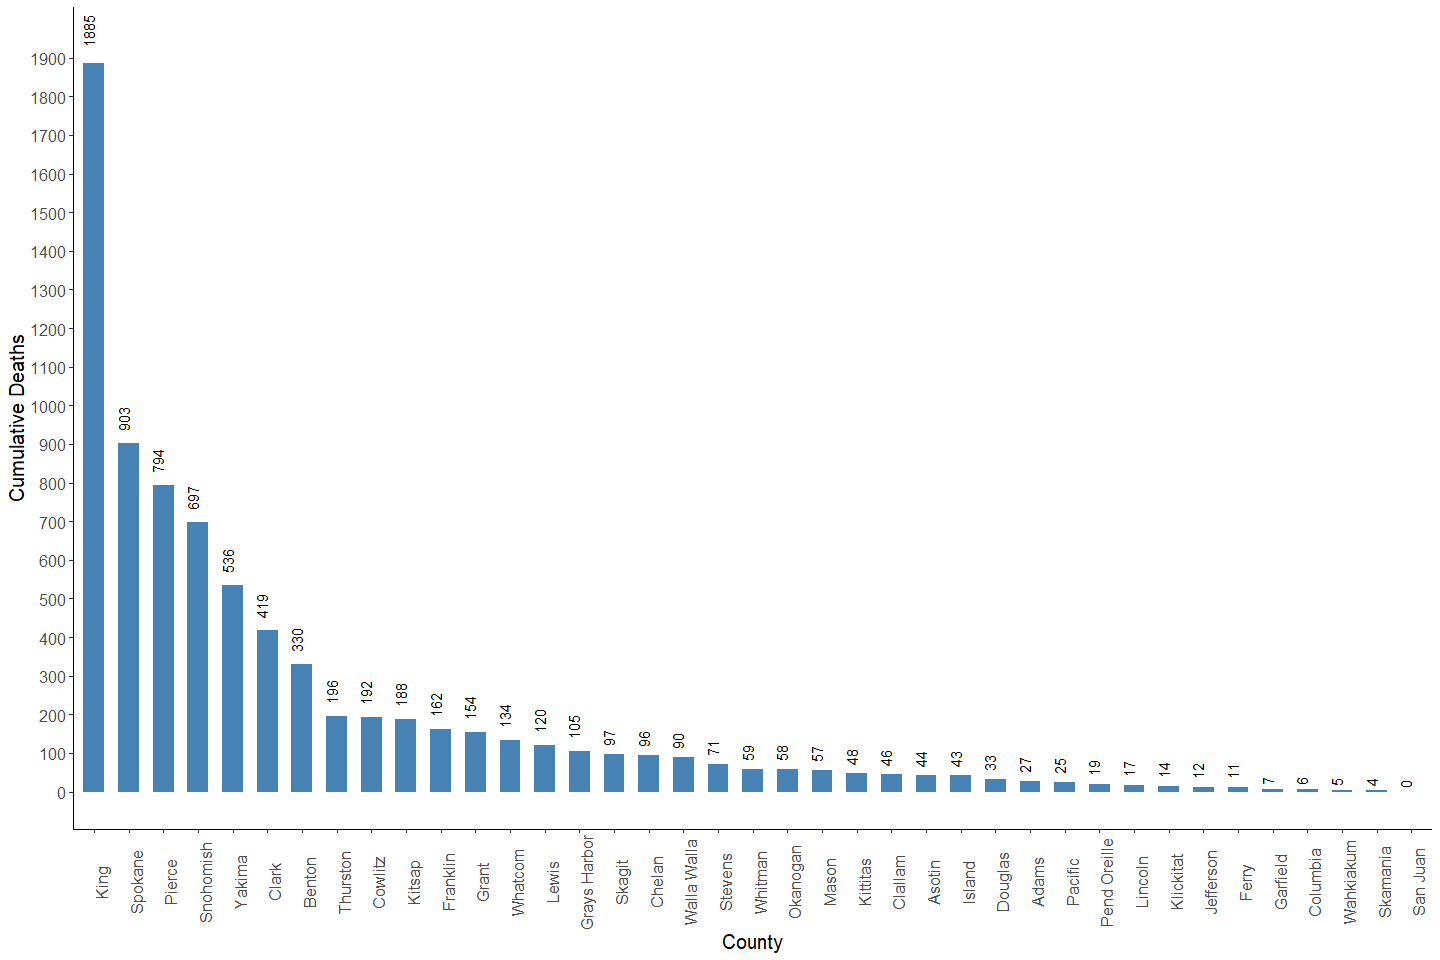 Cumulative Deaths
1900
1800
1700
1600
1500
1400
1300
1200
1100
1000
900
800
700
600
500
400
300
200
100
0
1885
903
794
697
536
419
330
196
192
188
162
154
134
120
105
97
96
90
71
59
58
57
48
46
44
43
33
27
25
19
17
14
12
11
7
6
5
4
0
King
Spokane
Pierce
Snohomish
Yakima
Clark
Benton
Thurston
Cowlitz
Kitsap
Franklin
Grant
Whatcom
Lewis
Grays Harbor
Skagit
Chelan
Walla Walla
Stevens
Whitman
Okanogan
Mason
Kittitas
Clallam
Asotin
Island
Douglas
Adams
Pacific
Pend Oreille
Lincoln
Klickitat
Jefferson
Ferry
Garfield
Columbia
Wahkiakum
Skamania
San Juan
County